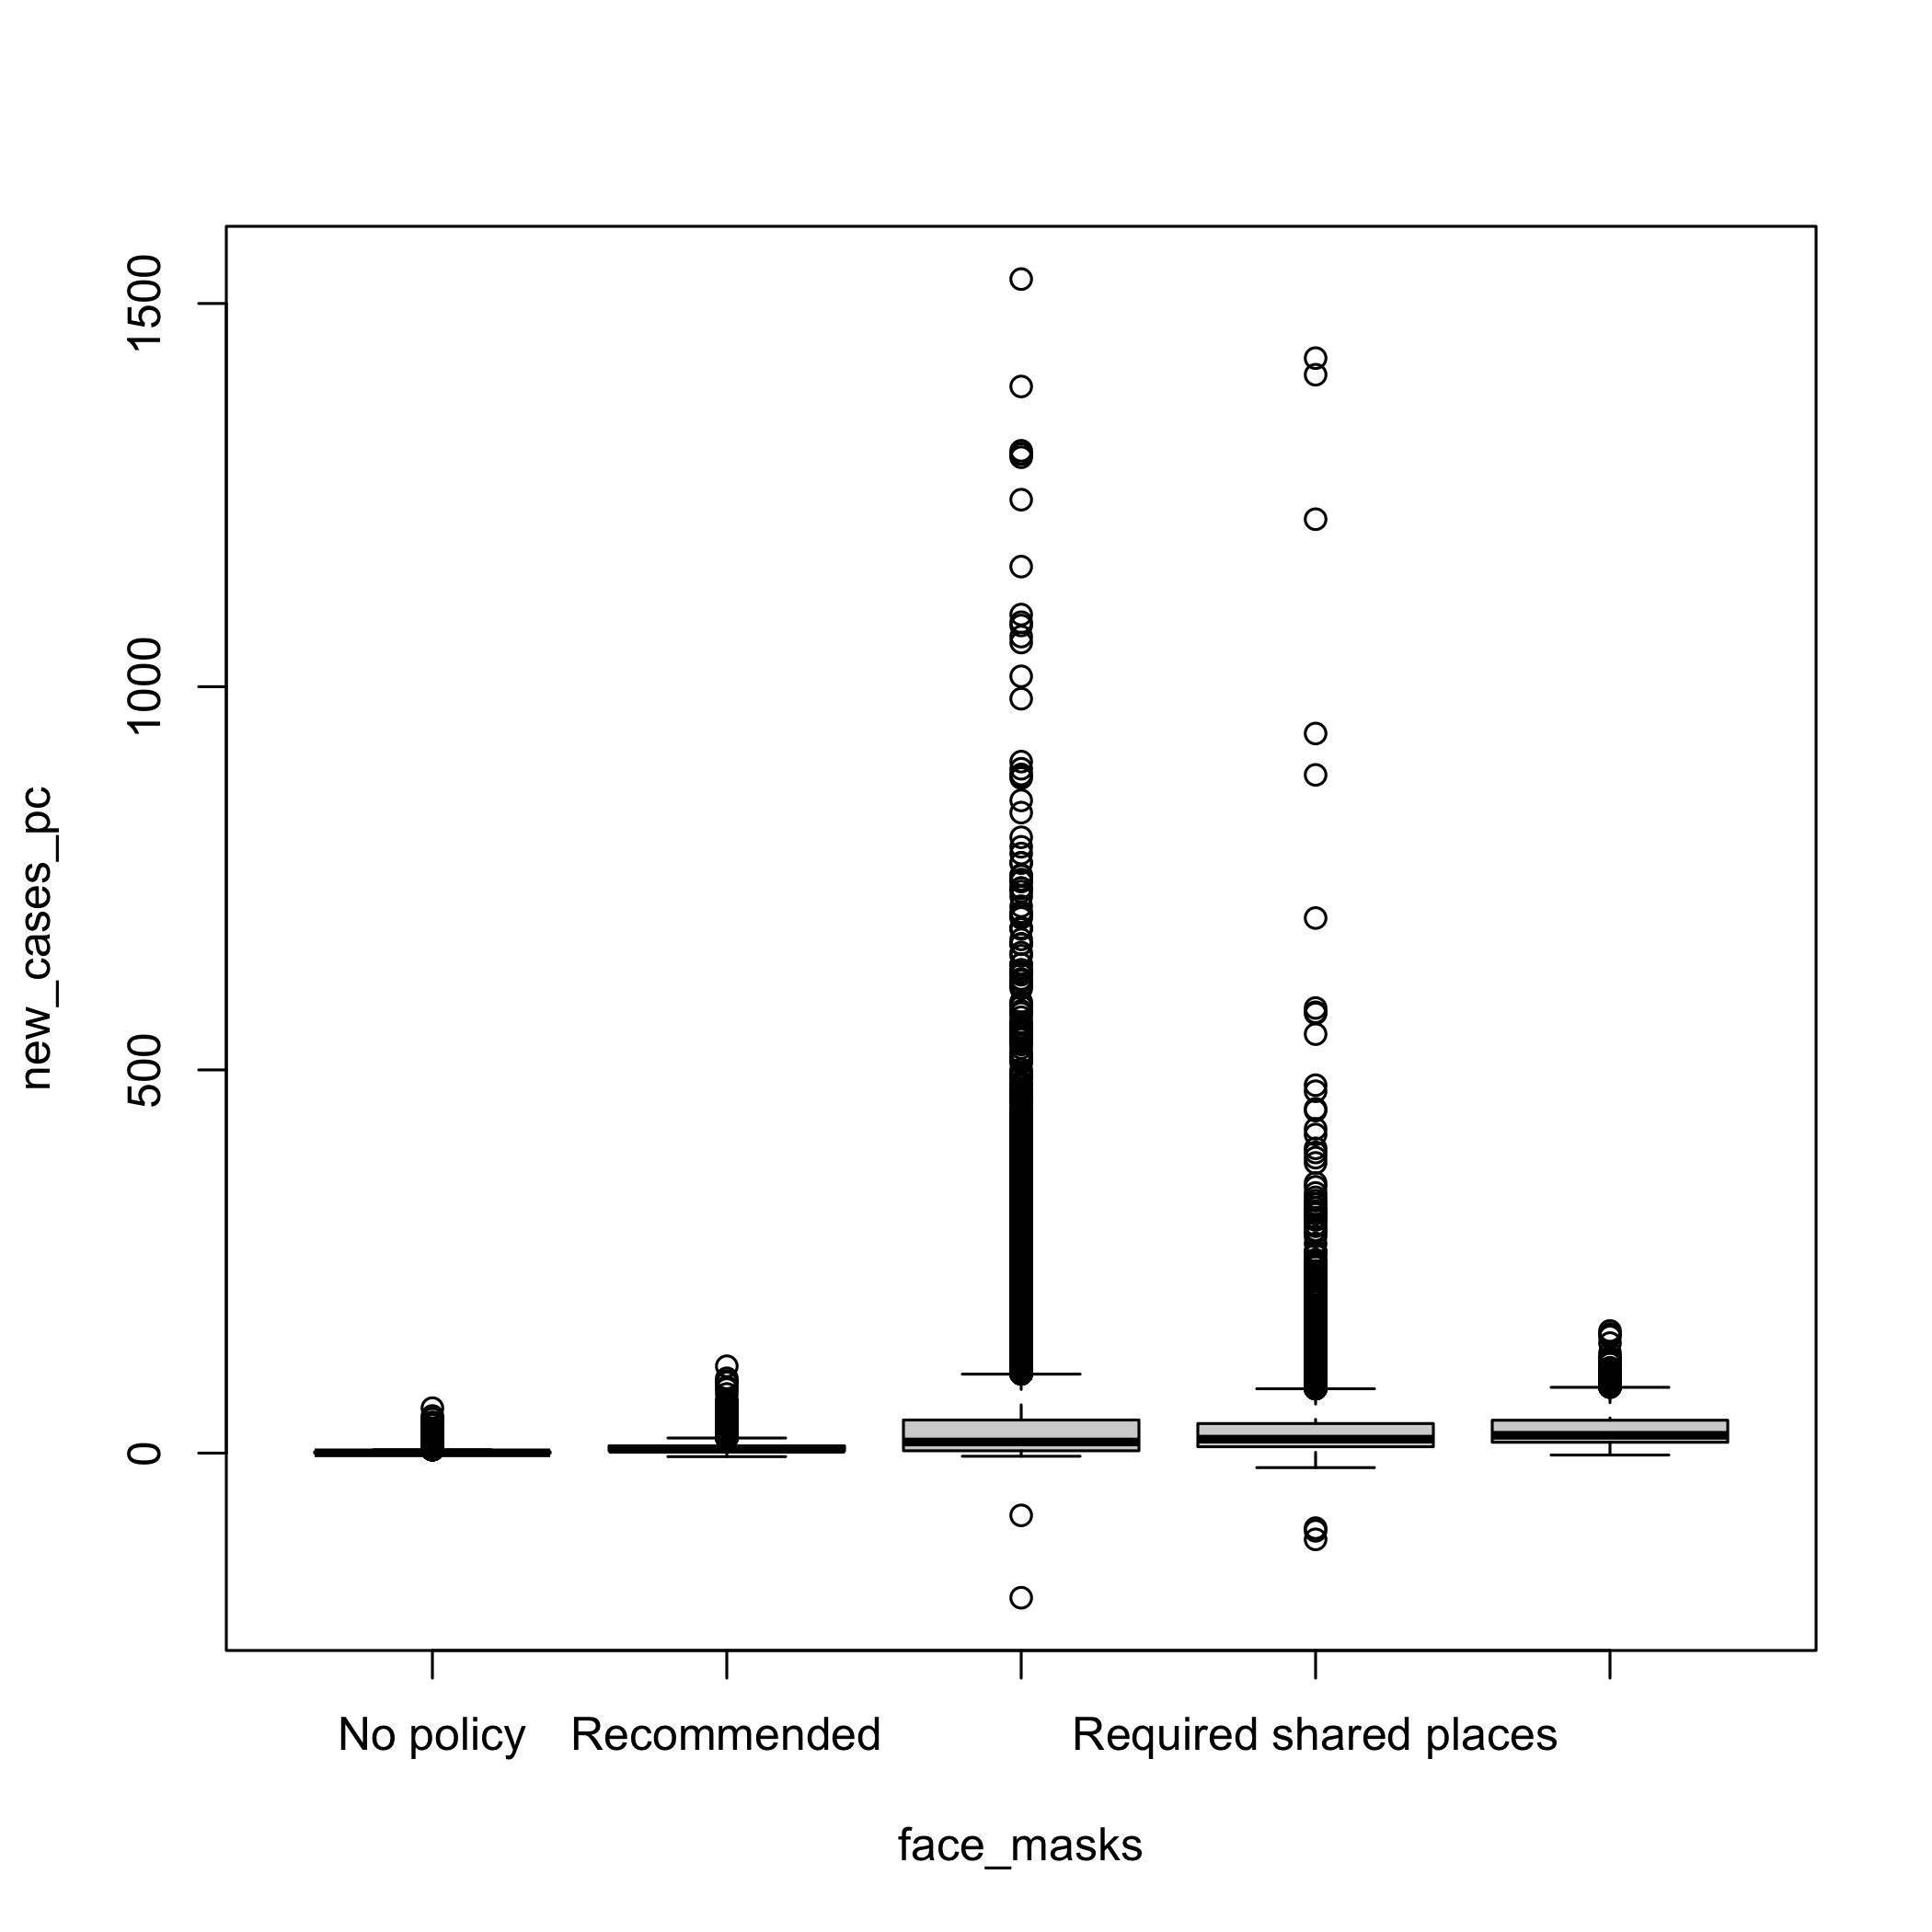 new_cases_pc
1500
1000
500
0
No policy Recommended Required shared places
face_masks